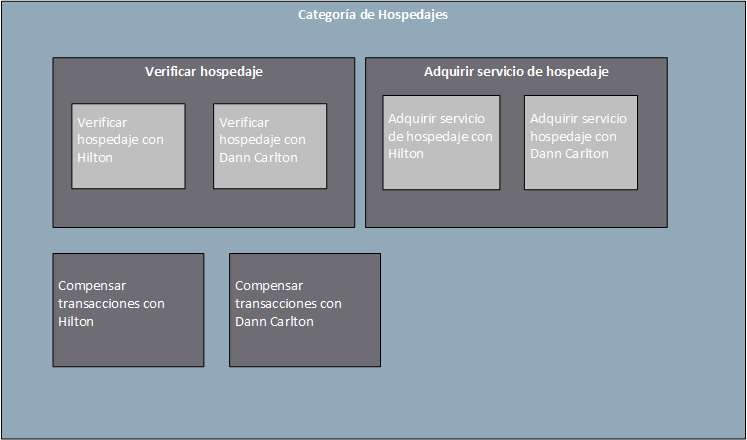 Categoría de Hospedajes
Verificar hospedaje
Verificar
hospedaje con
Hilton
Verificar
hospedaje con
Dann Carlton
Adquirir servicio de hospedaje
Adquirir servicio
de hospedaje con
Hilton
Adquirir servicio
hospedaje con
Dann Carlton
Compensar
transacciones con
Hilton
Compensar
transacciones con
Dann Carlton